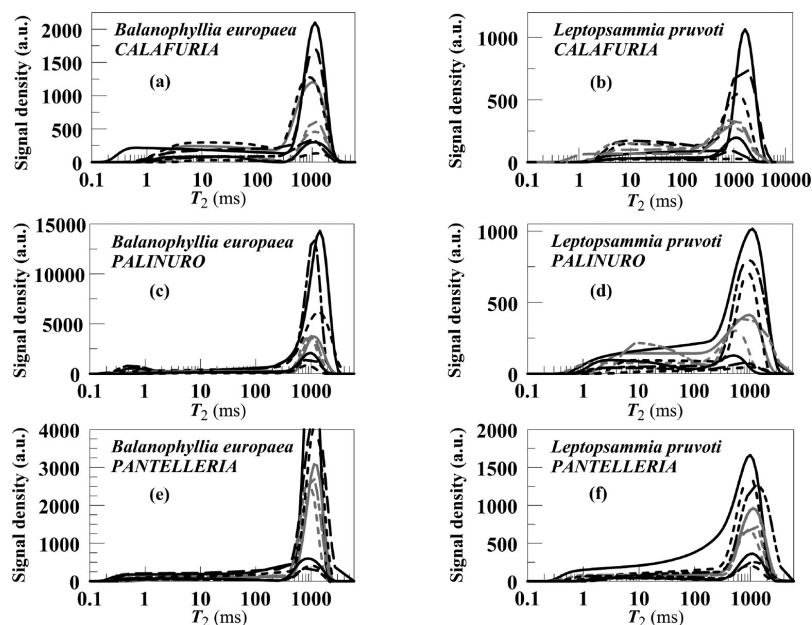 Signal density (a.u.)
2000
1500
1000
500
0
Balanophyllia europaea
CALAFURIA
(a)
0.1 1 10 100 1000
T2 (ms)
Signal density (a.u.)
1000
500
0
Leptopsammia pruvoti
CALAFURIA
(b)
0.1 1 10 100 1000 10000
T2 (ms)
Signal density (a.u.)
15000
10000
5000
0
Balanophyllia europaea
PALINURO
(c)
0.1 1 10 100 1000
T2 (ms)
Signal density (a.u.)
1000
500
0
Leptopsammia pruvoti
PALINURO
(d)
0.1 1 10 100 1000
T2 (ms)
Signal density (a.u.)
4000
3000
2000
1000
0
Balanophyllia europaea
PANTELLERIA
(e)
0.1 1 10 100 1000
T2 (ms)
Signal density (a.u.)
2000
1500
1000
500
0
Leptopsammia pruvoti
PANTELLERIA
(f)
0.1 1 10 100 1000
T2 (ms)